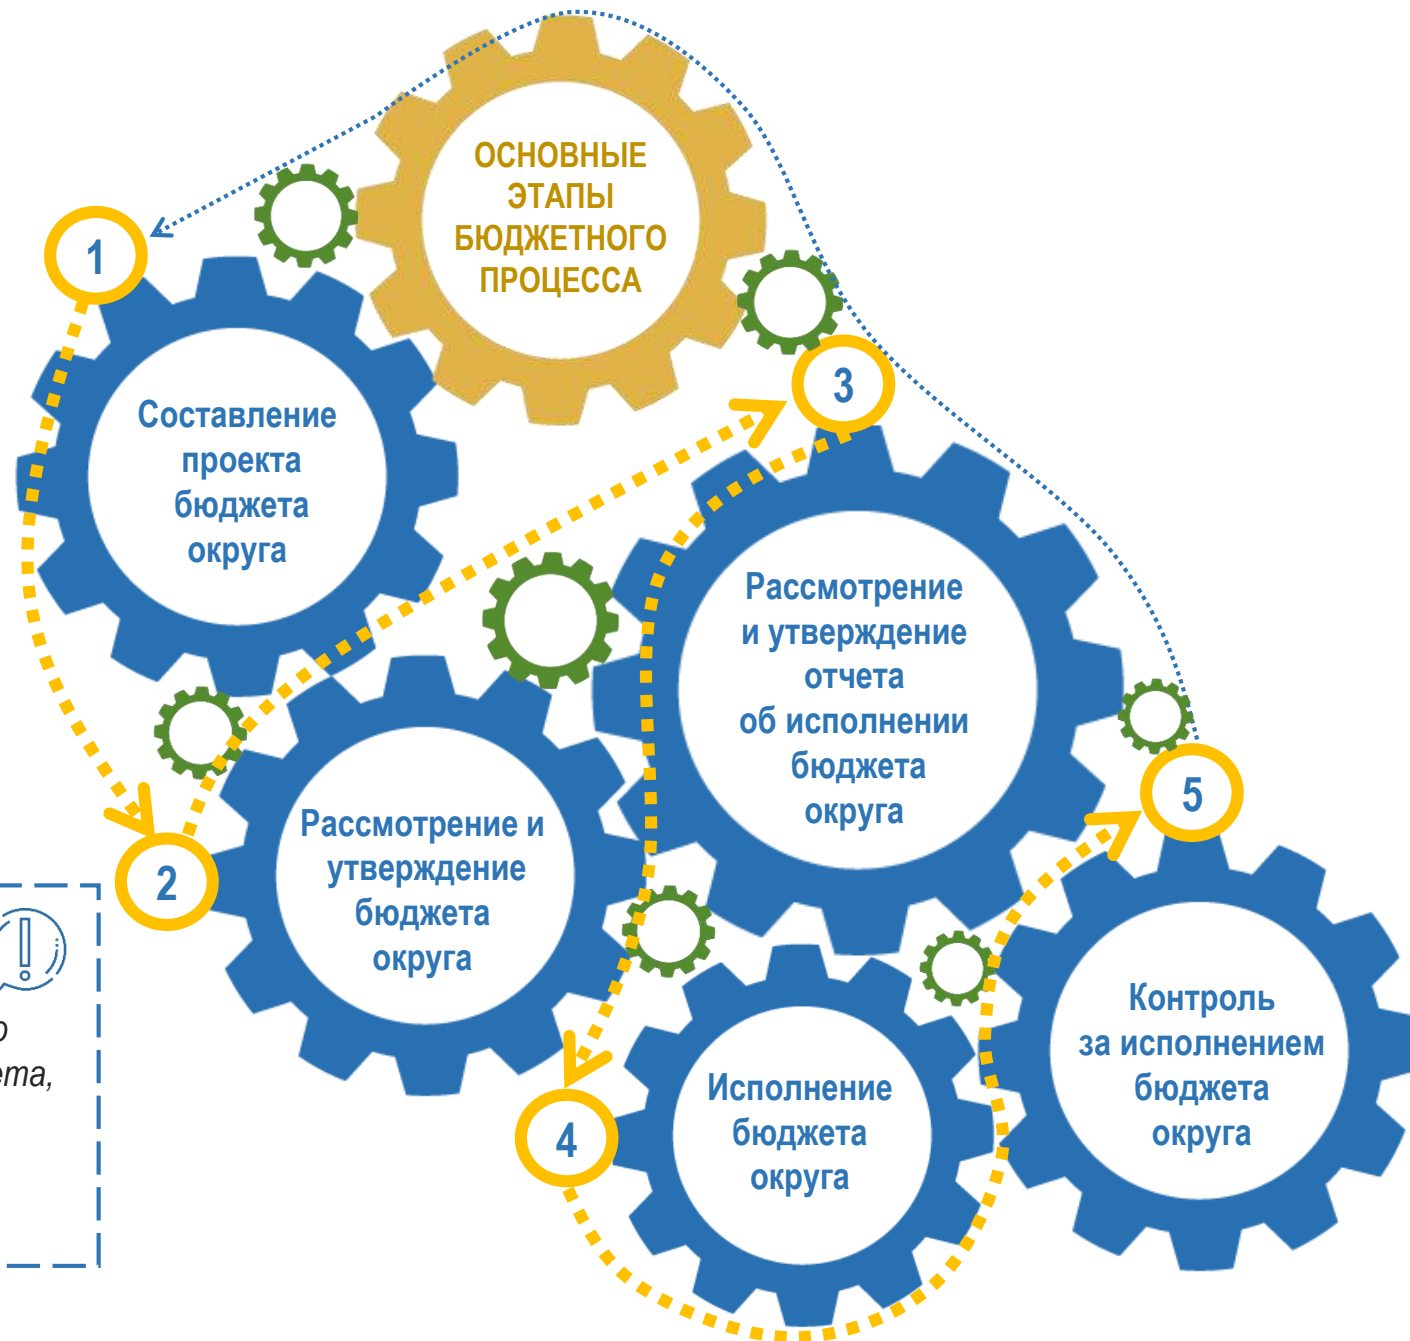 ОСНОВНЫЕ
ЭТАПЫ
БЮДЖЕТНОГО
ПРОЦЕССА
1
Составление
проекта
бюджета
округа
2
Рассмотрение и
утверждение
бюджета
округа
3
Рассмотрение
и утверждение
отчета
об исполнении
бюджета
округа
4
Исполнение
бюджета
округа
5
Контроль
за исполнением
бюджета
округа